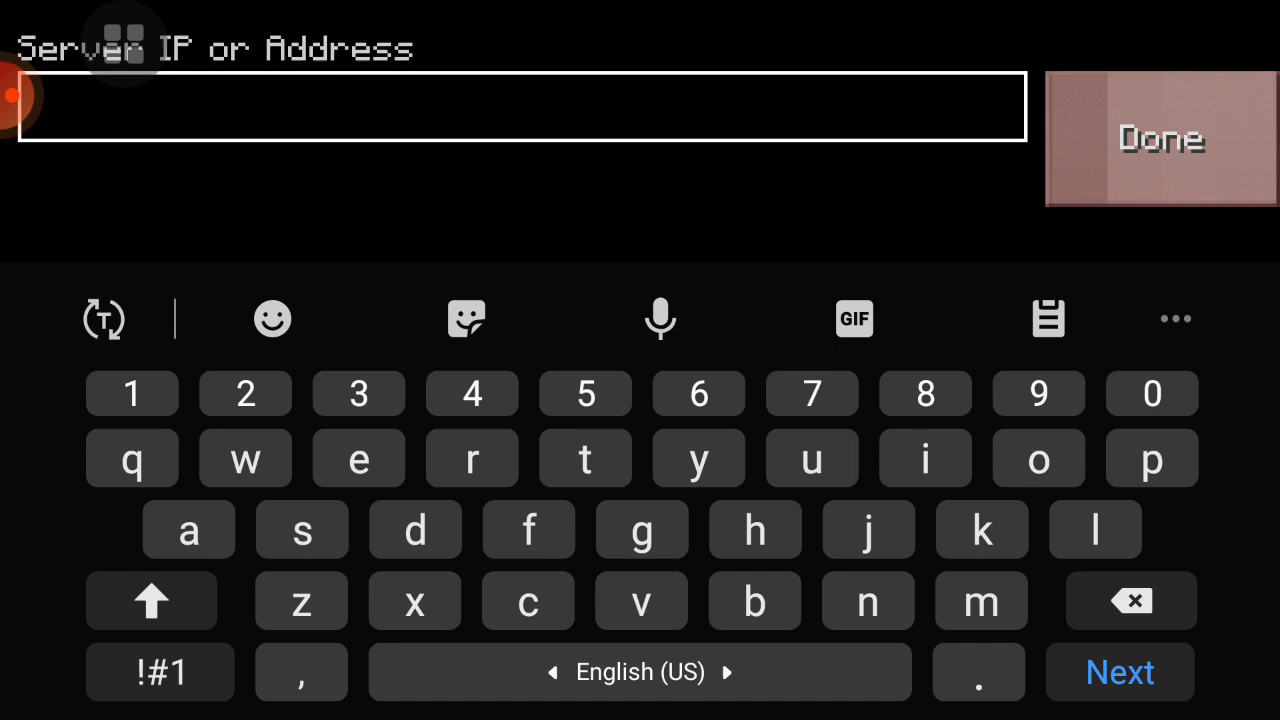 Server IP or Address
Done
T
GIF
1 2 3 4 5 6 7 8 9 0
q w e r t y u i o p
a s d f g h j k l
z x c v b n m
!#1 , English (US) . Next